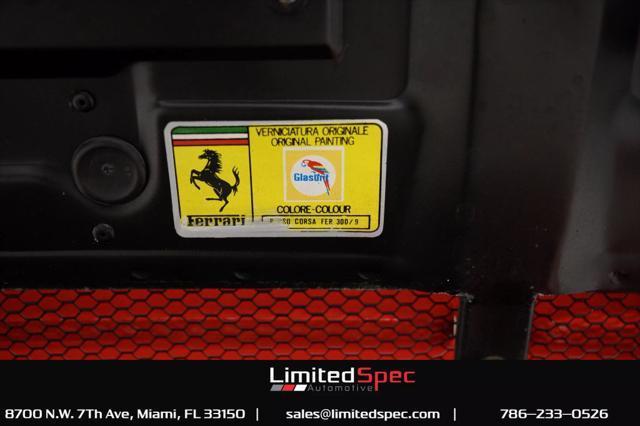 VERNICIATURA ORIGINALE
ORIGINAL PAINTING
Glasurit
COLORE-COLOUR
Ferrari
CORSA FER 300/9
LimitedSpec
Automotive
8700 N.W. 7Th Ave, Miami, FL 33150 | sales@limitedspec.com | 786-233-0526